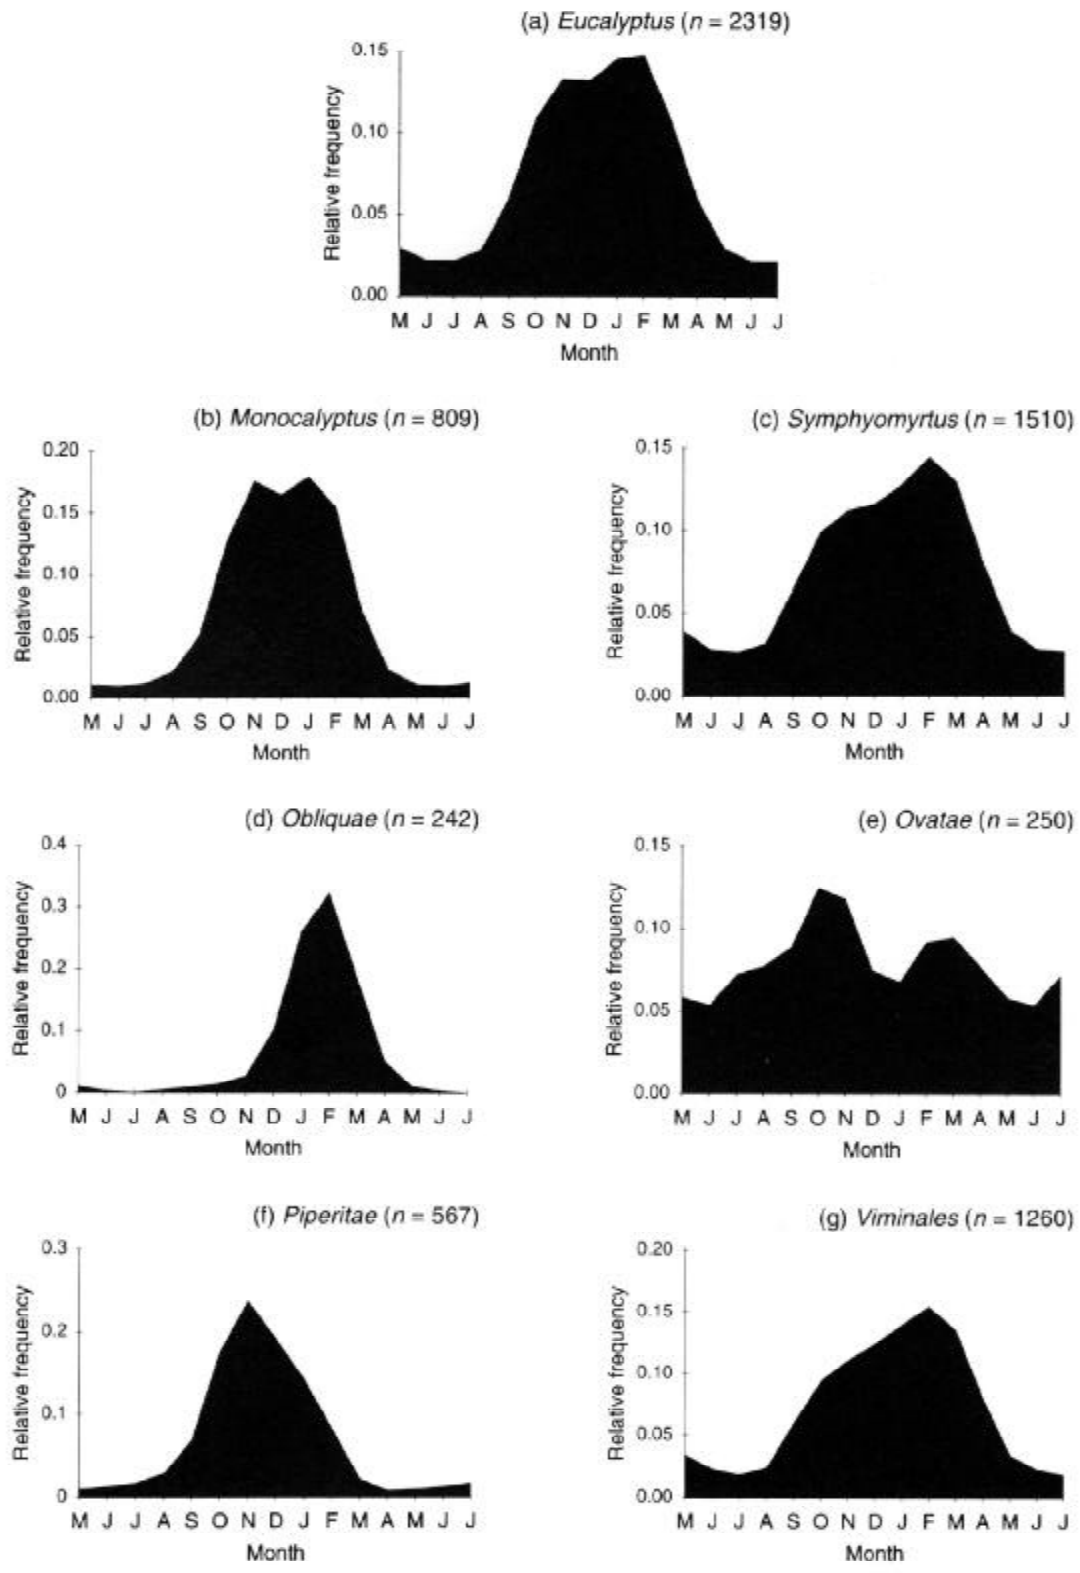 (a) Eucalyptus (n = 2319)
0.15
0.10
0.05
0.00
Relative frequency
M J J A S O N D J F M A M J J
Month
(b) Monocalyptus (n = 809)
0.20
0.15
0.10
0.05
0.00
Relative frequency
M J J A S O N D J F M A M J J
Month
(c) Symphyomyrtus (n = 1510)
0.15
0.10
0.05
0.00
Relative frequency
M J J A S O N D J F M A M J J
Month
(d) Obliquae (n = 242)
0.4
0.3
0.2
0.1
0
Relative frequency
M J J A S O N D J F M A M J J
Month
(e) Ovatae (n = 250)
0.15
0.10
0.05
0.00
Relative frequency
M J J A S O N D J F M A M J J
Month
(f) Piperitae (n = 567)
0.3
0.2
0.1
0
Relative frequency
M J J A S O N D J F M A M J J
Month
(g) Viminales (n = 1260)
0.20
0.15
0.10
0.05
0.00
Relative frequency
M J J A S O N D J F M A M J J
Month